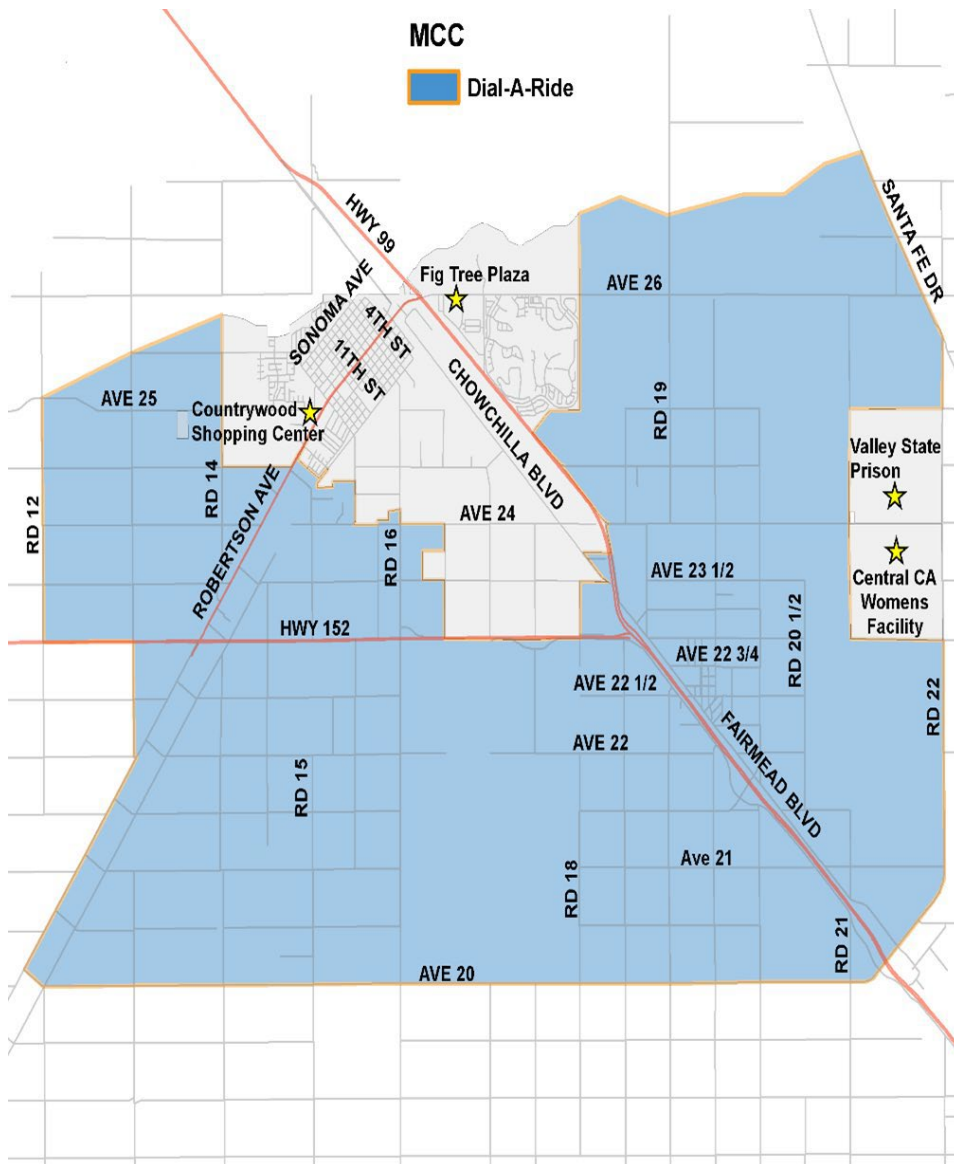 MCC
Dial-A-Ride
HWY 99
SANTA FE DR
Fig Tree Plaza
AVE 26
SONOMA AVE
4TH ST
11TH ST
CHOWCHILLA BLVD
AVE 25
RD 19
Countrywood
Shopping Center
Valley State
Prison
RD 14
RD 12
ROBERTSON AVE
AVE 24
RD 16
AVE 23 1/2
Central CA
Womens
Facility
HWY 152
RD 20 1/2
AVE 22 3/4
AVE 22 1/2
RD 22
AVE 22
FAIRMEAD BLVD
RD 15
Ave 21
RD 18
RD 21
AVE 20